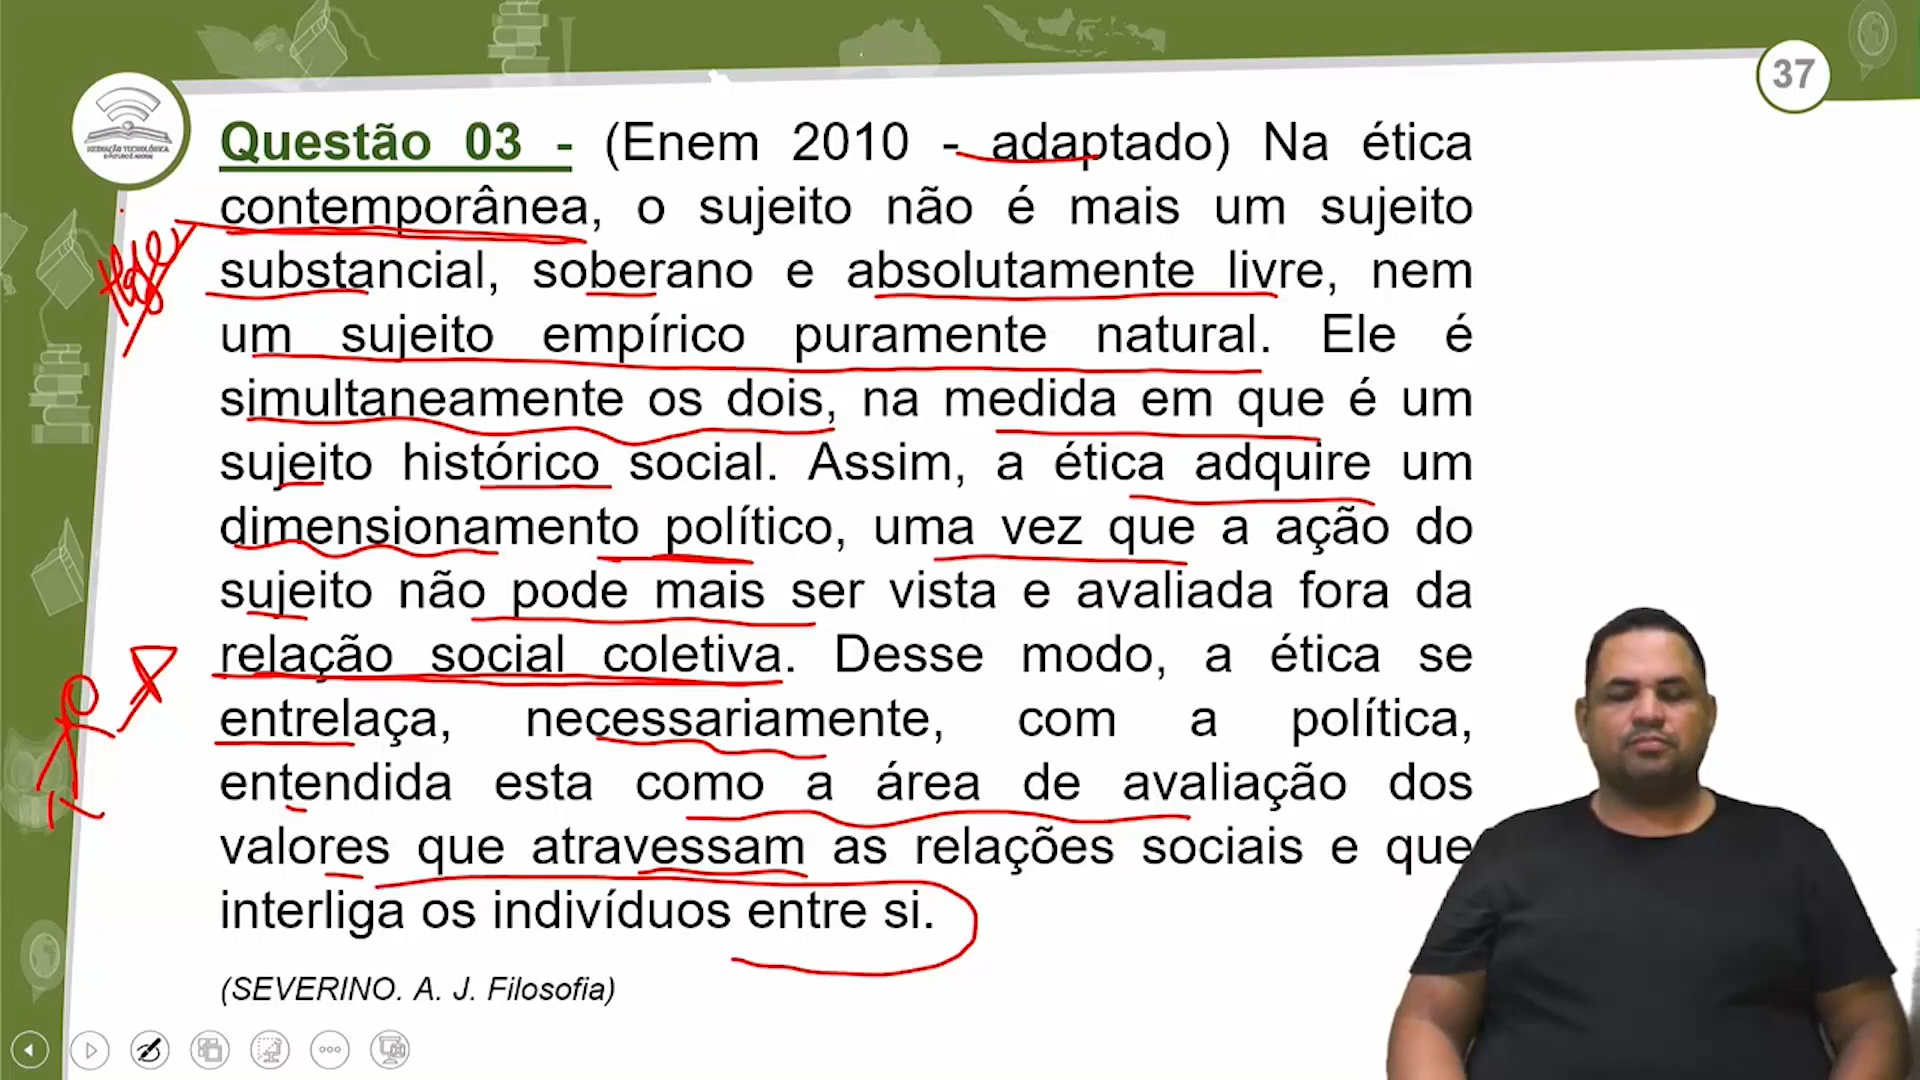 37
MEDIAÇÃO TECNOLÓGICA
Questão 03 - (Enem 2010 - adaptado) Na ética
contemporânea, o sujeito não é mais um sujeito
substancial, soberano e absolutamente livre, nem
um sujeito empírico puramente natural. Ele é
simultaneamente os dois, na medida em que é um
sujeito histórico social. Assim, a ética adquire um
dimensionamento político, uma vez que a ação do
sujeito não pode mais ser vista e avaliada fora da
relação social coletiva. Desse modo, a ética se
entrelaça, necessariamente, com a política,
entendida esta como a área de avaliação dos
valores que atravessam as relações sociais e que
interliga os indivíduos entre si.
(SEVERINO. A. J. Filosofia)